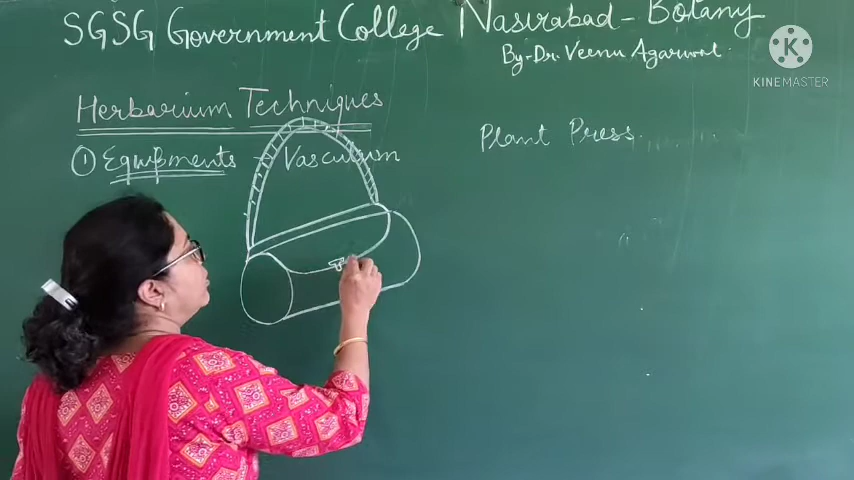 SGSG Government College Nasirabad - Botany
By:- Dr. Veenu Agarwal.
Herbarium Techniques
① Equipments → Vasculum
Plant Press.
K
KINEMASTER